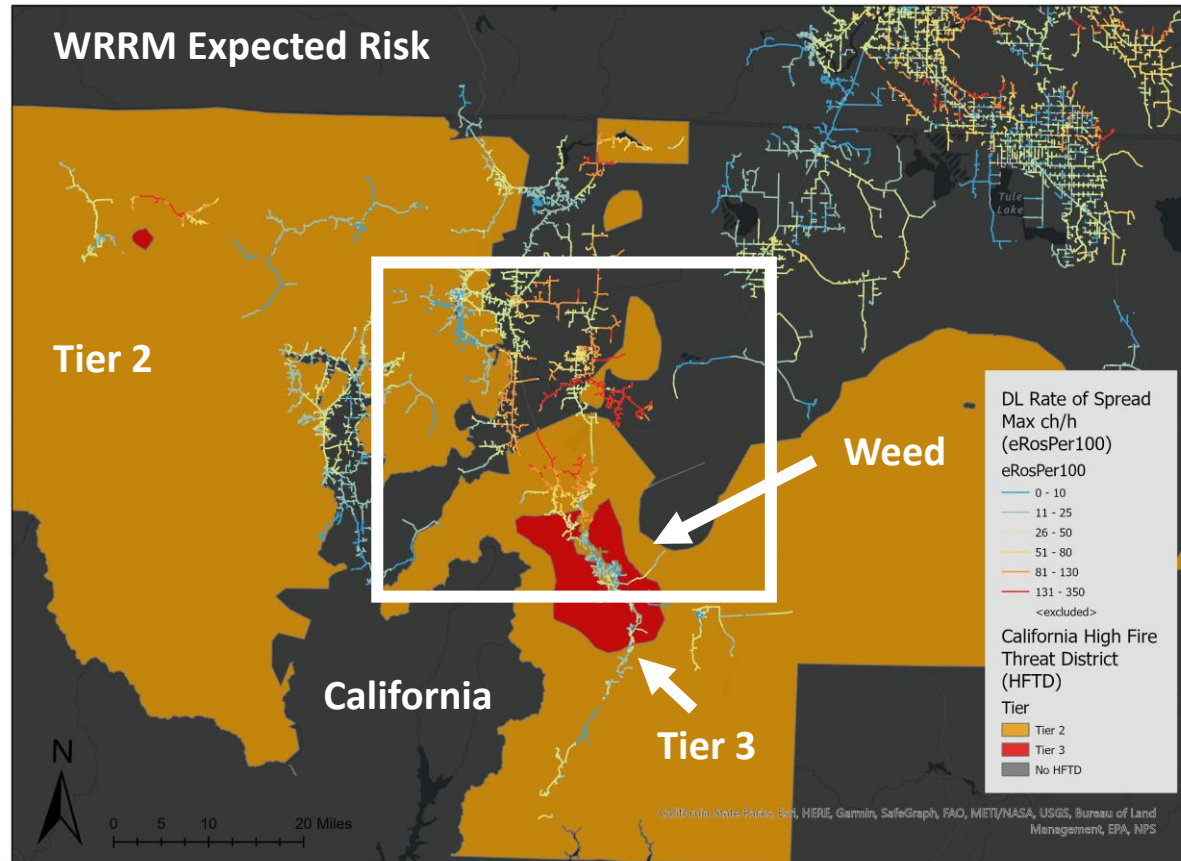 WRRM Expected Risk
Tule
Lake
Tier 2
Weed
California
Tier 3
DL Rate of Spread
Max ch/h
(eRosPer100)
eRosPer100
0 - 10
11 - 25
26 - 50
51 - 80
81 - 130
131 - 350
<excluded>
California High Fire
Threat District
(HFTD)
Tier
Tier 2
Tier 3
No HFTD
N
0 5 10 20 Miles
California State Parks, Esri, HERE, Garmin, SafeGraph, FAO, METI/NASA, USGS, Bureau of Land
Management, EPA, NPS